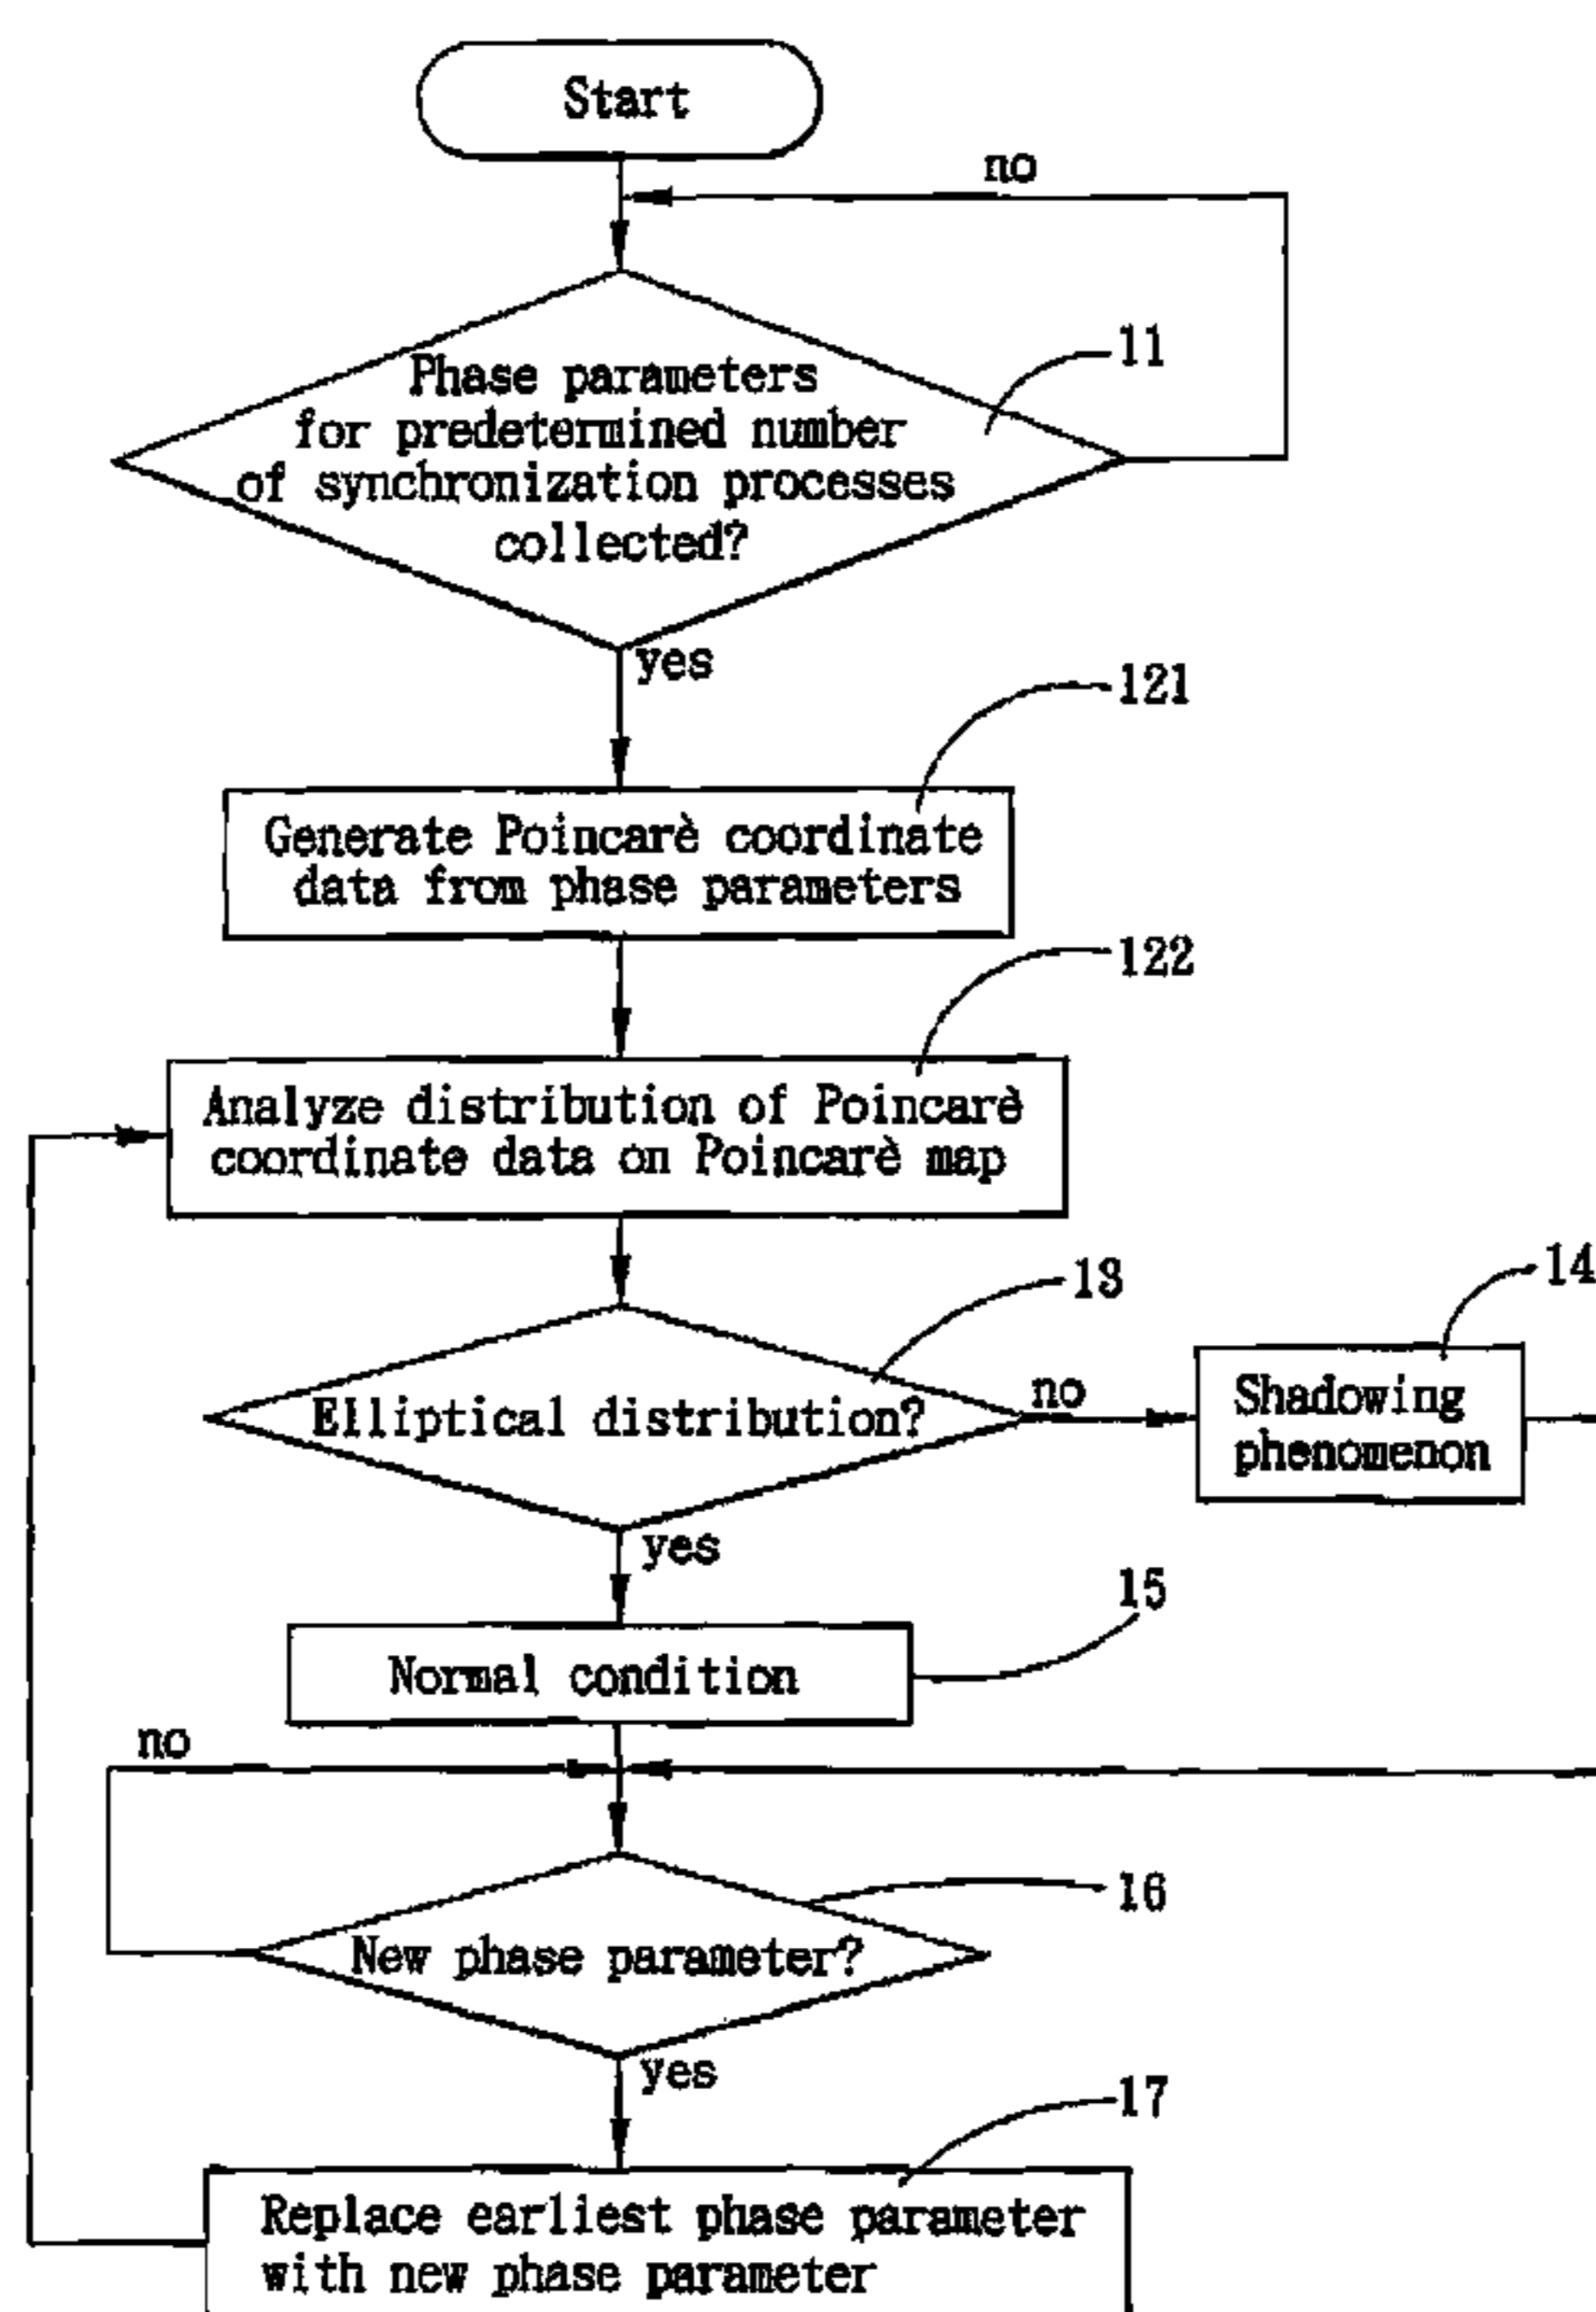 Start
no
Phase parameters
for predetermined number
of synchronization processes
collected?
11
yes
121
Generate Poincarè coordinate
data from phase parameters
122
Analyze distribution of Poincarè
coordinate data on Poincarè map
13
14
Elliptical distribution?
no
Shadowing
phenomenon
yes
15
Normal condition
no
16
New phase parameter?
yes
17
Replace earliest phase parameter
with new phase parameter